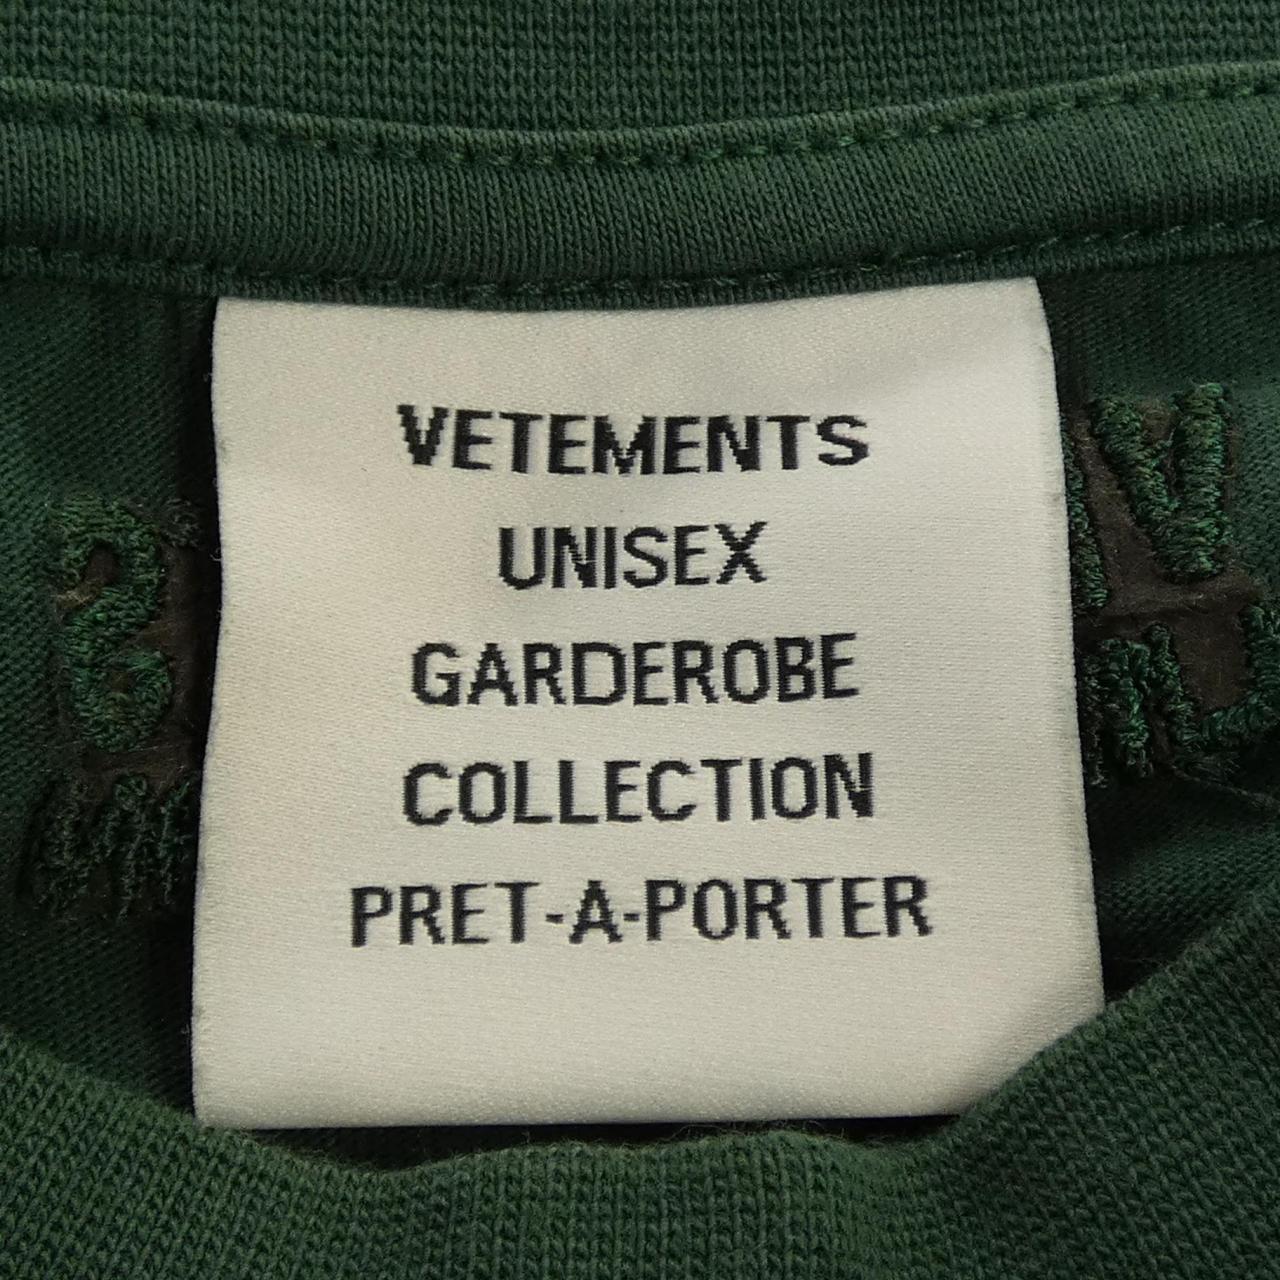 VETEMENTS
UNISEX
GARDEROBE
COLLECTION
PRET-A-PORTER